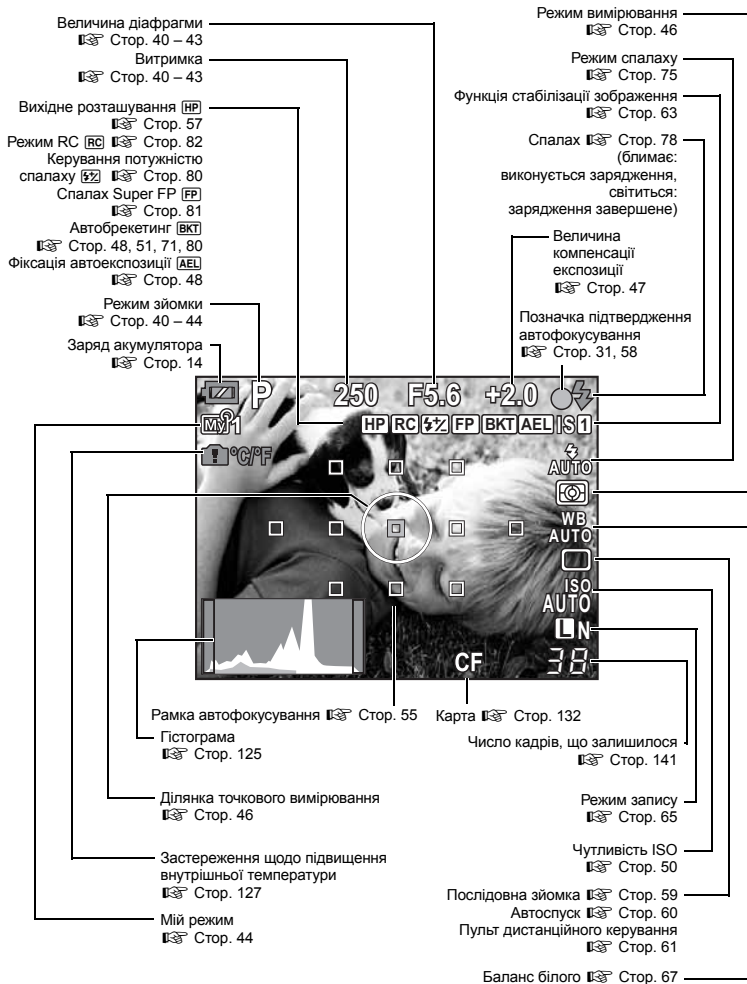 Величина діафрагми
☞ Стор. 40 – 43
Витримка
☞ Стор. 40 – 43
Вихідне розташування HP
☞ Стор. 57
Режим RC RC ☞ Стор. 82
Керування потужністю
спалаху ☞ Стор. 80
Спалах Super FP FP
☞ Стор. 81
Автобрекетинг BKT
☞ Стор. 48, 51, 71, 80
Фіксація автоекспозиції AEL
☞ Стор. 48
Режим зйомки
☞ Стор. 40 – 44
Заряд акумулятора
☞ Стор. 14
Режим вимірювання
☞ Стор. 46
Режим спалаху
☞ Стор. 75
Функція стабілізації зображення
☞ Стор. 63
Спалах ☞ Стор. 78
(блимає:
виконується зарядження,
світиться:
зарядження завершене)
Величина
компенсації
експозиції
☞ Стор. 47
Позначка підтвердження
автофокусування
☞ Стор. 31, 58
P 250 F5.6 +2.0
My 1 HP RC FP BKT AEL IS 1
°C/°F
AUTO
WB
AUTO
ISO
AUTO
L N
CF 38
Рамка автофокусування ☞ Стор. 55
Карта ☞ Стор. 132
Гістограма
☞ Стор. 125
Число кадрів, що залишилося
☞ Стор. 141
Ділянка точкового вимірювання
☞ Стор. 46
Режим запису
☞ Стор. 65
Застереження щодо підвищення
внутрішньої температури
☞ Стор. 127
Чутливість ISO
☞ Стор. 50
Мій режим
☞ Стор. 44
Послідовна зйомка ☞ Стор. 59
Автоспуск ☞ Стор. 60
Пульт дистанційного керування
☞ Стор. 61
Баланс білого ☞ Стор. 67